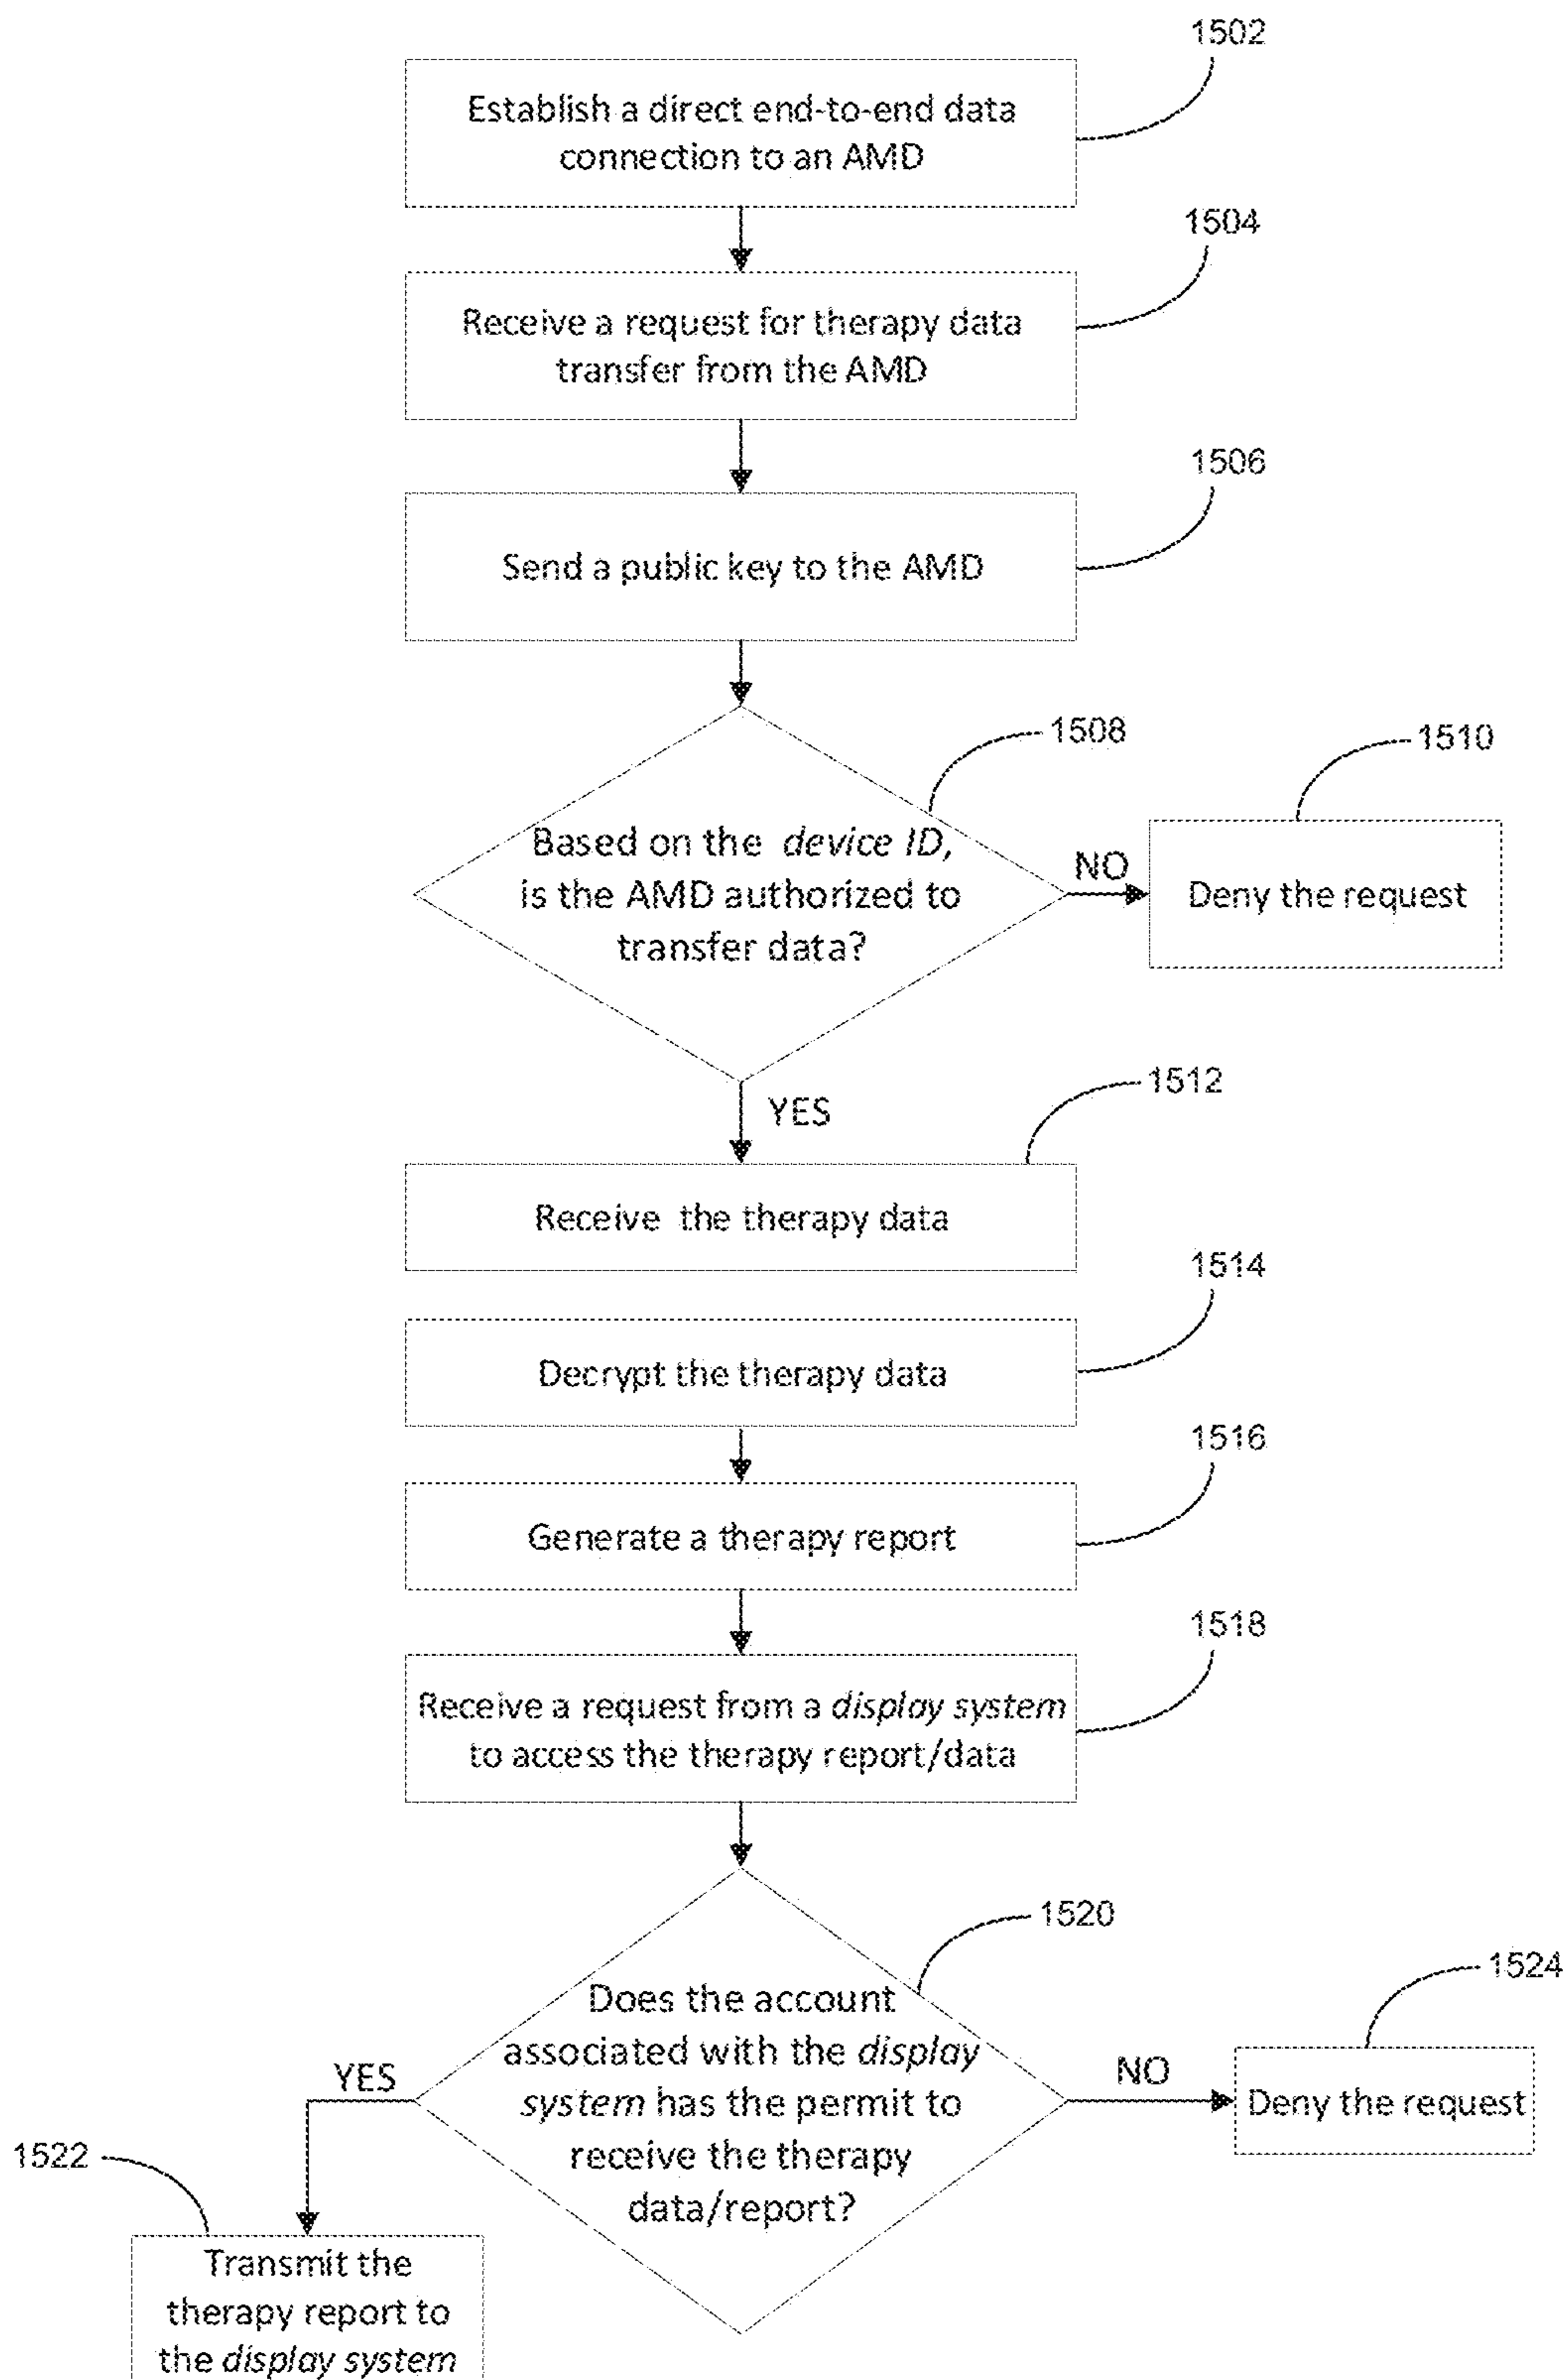 1502
Establish a direct end-to-end data
connection to an AMD
1504
Receive a request for therapy data
transfer from the AMD
1506
Send a public key to the AMD
1508
1510
Based on the device ID,
is the AMD authorized to
transfer data?
NO
Deny the request
YES
1512
Receive the therapy data
1514
Decrypt the therapy data
1516
Generate a therapy report
1518
Receive a request from a display system
to access the therapy report/data
1520
1524
Does the account
associated with the display
system has the permit to
receive the therapy
data/report?
YES
NO
Deny the request
1522
Transmit the
therapy report to
the display system